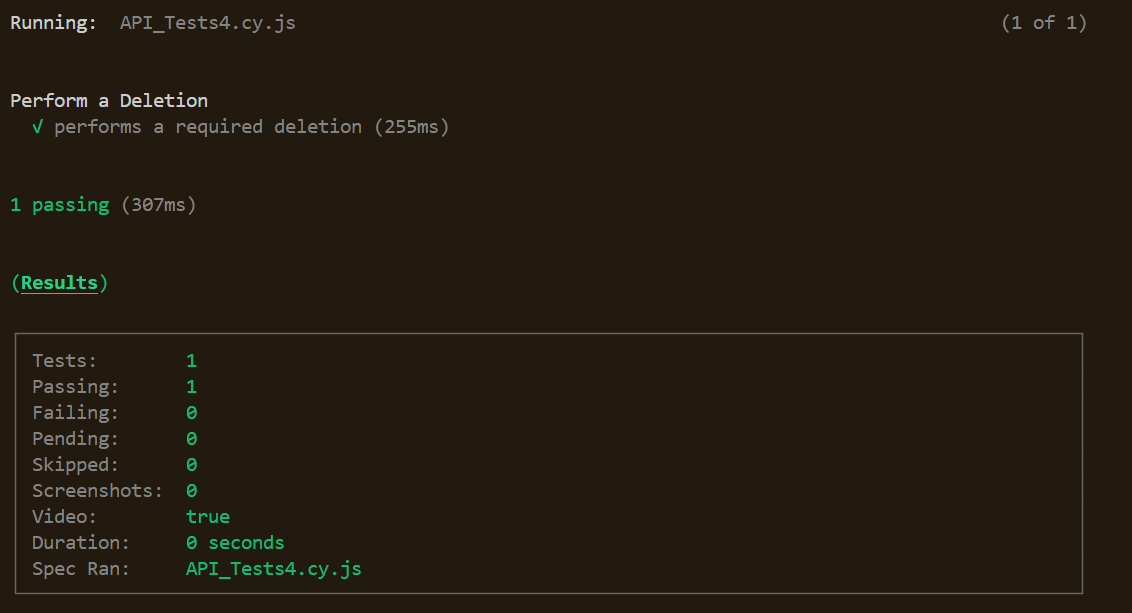 Running:  API_Tests4.cy.js (1 of 1)
Perform a Deletion
√ performs a required deletion (255ms)
1 passing (307ms)
(Results)
Tests: 1
Passing: 1
Failing: 0
Pending: 0
Skipped: 0
Screenshots: 0
Video: true
Duration: 0 seconds
Spec Ran: API_Tests4.cy.js